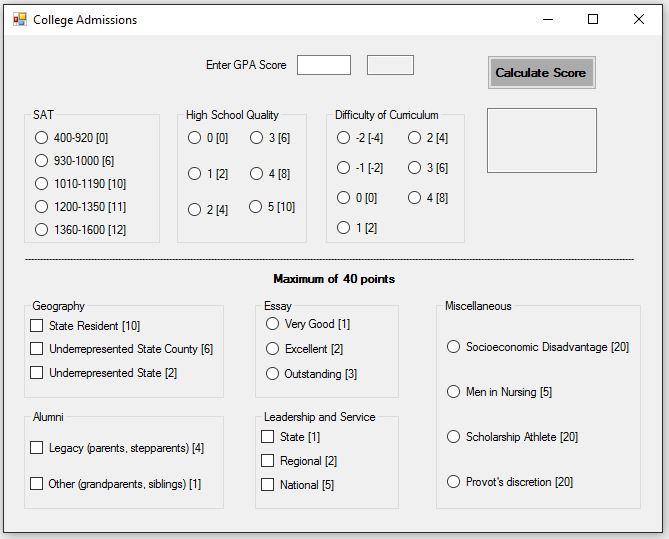 College Admissions
Enter GPA Score
Calculate Score
SAT
400-920 [0]
930-1000 [6]
1010-1190 [10]
1200-1350 [11]
1360-1600 [12]
High School Quality
0 [0]
3 [6]
1 [2]
4 [8]
2 [4]
5 [10]
Difficulty of Curriculum
-2 [-4]
2 [4]
-1 [-2]
3 [6]
0 [0]
4 [8]
1 [2]
Maximum of 40 points
Geography
State Resident [10]
Underrepresented State County [6]
Underrepresented State [2]
Essay
Very Good [1]
Excellent [2]
Outstanding [3]
Miscellaneous
Socioeconomic Disadvantage [20]
Men in Nursing [5]
Scholarship Athlete [20]
Provot's discretion [20]
Alumni
Legacy (parents, stepparents) [4]
Other (grandparents, siblings) [1]
Leadership and Service
State [1]
Regional [2]
National [5]